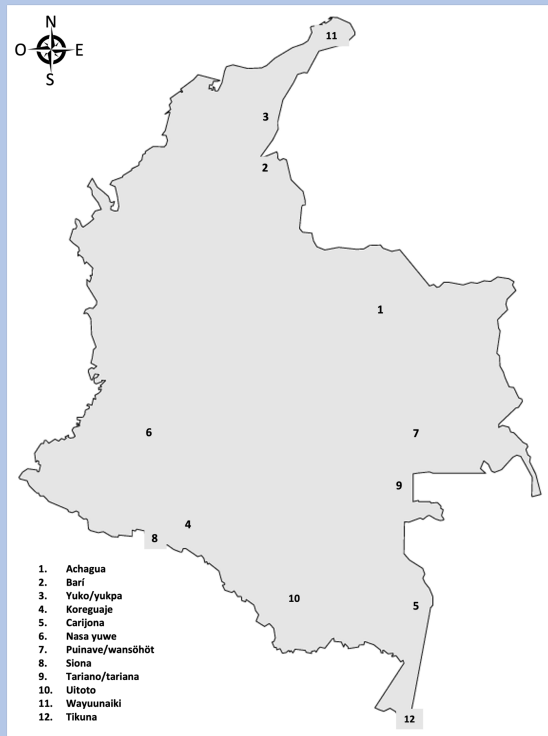 N
O E
S
11
3
2
1
6
7
9
4
8
10
5
12
1. Achagua
2. Barí
3. Yuko/yukpa
4. Koreguaje
5. Carijona
6. Nasa yuwe
7. Puinave/wansöhöt
8. Siona
9. Tariano/tariana
10. Uitoto
11. Wayuunaiki
12. Tikuna